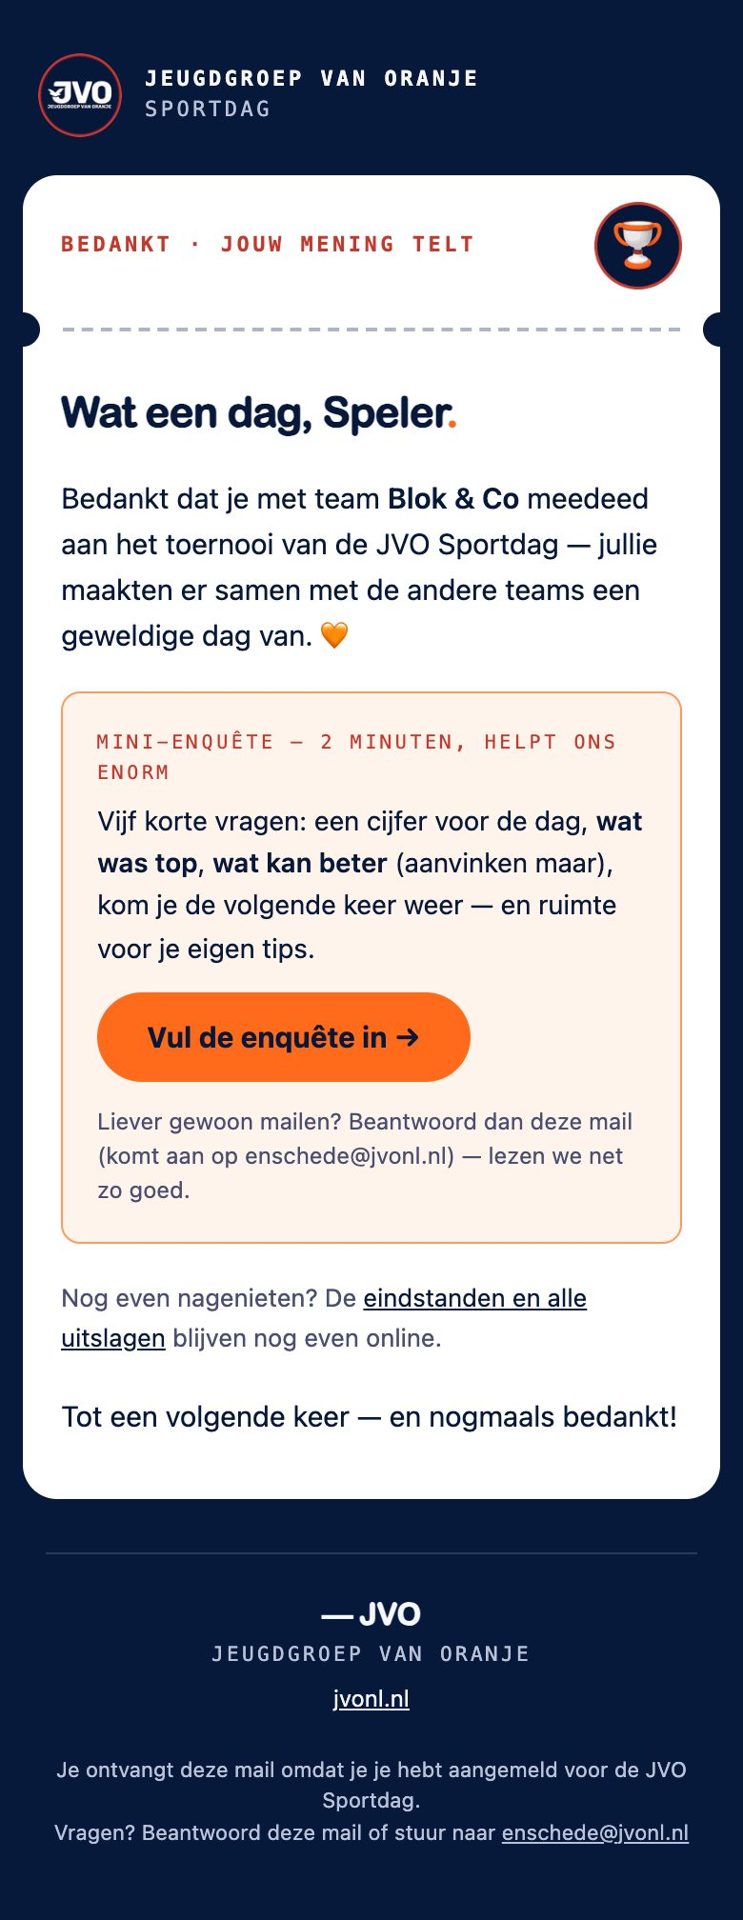 JVO
JEUGDGROEP VAN ORANJE
JEUGDGROEP VAN ORANJE
SPORTDAG
BEDANKT · JOUW MENING TELT
Wat een dag, Speler.
Bedankt dat je met team Blok & Co meedeed
aan het toernooi van de JVO Sportdag — jullie
maakten er samen met de andere teams een
geweldige dag van. 🧡
MINI-ENQUÊTE — 2 MINUTEN, HELPT ONS
ENORM
Vijf korte vragen: een cijfer voor de dag, wat
was top, wat kan beter (aanvinken maar),
kom je de volgende keer weer — en ruimte
voor je eigen tips.
Vul de enquête in →
Liever gewoon mailen? Beantwoord dan deze mail
(komt aan op enschede@jvonl.nl) — lezen we net
zo goed.
Nog even nagenieten? De eindstanden en alle
uitslagen blijven nog even online.
Tot een volgende keer — en nogmaals bedankt!
— JVO
JEUGDGROEP VAN ORANJE
jvonl.nl
Je ontvangt deze mail omdat je je hebt aangemeld voor de JVO
Sportdag.
Vragen? Beantwoord deze mail of stuur naar enschede@jvonl.nl